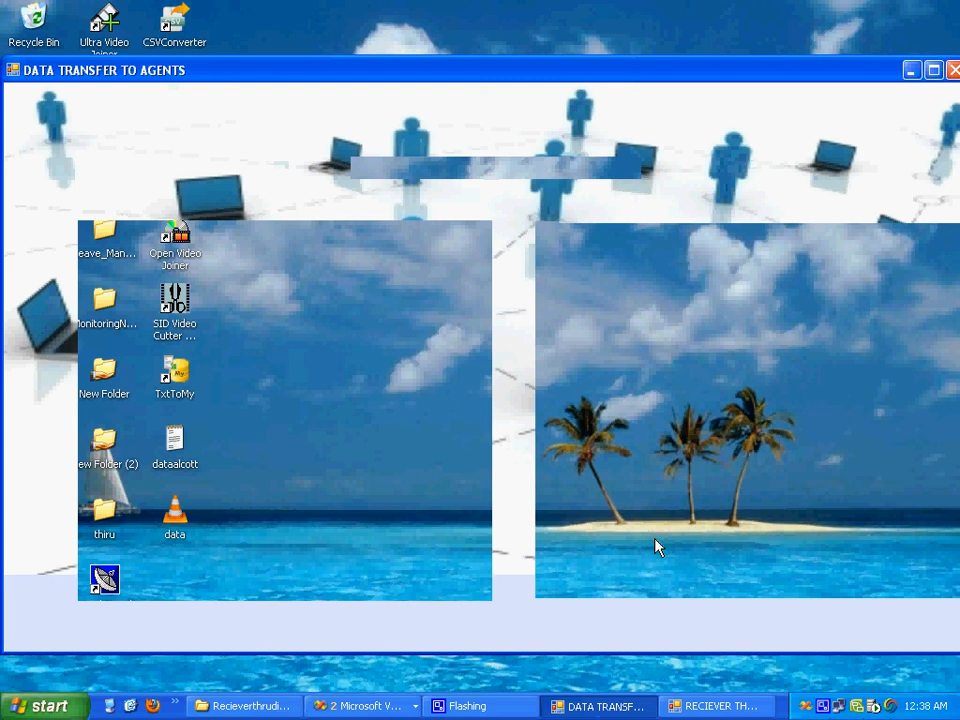 Recycle Bin
Ultra Video
CSVConverter
DATA TRANSFER TO AGENTS
eave_Man...
Open Video
Joiner
MonitoringN...
SID Video
Cutter ...
New Folder
TxtToMy
ew Folder (2)
dataalcott
thiru
data
start
Recieverthrudi...
2 Microsoft V...
Flashing
DATA TRANSF...
RECIEVER TH...
12:38 AM